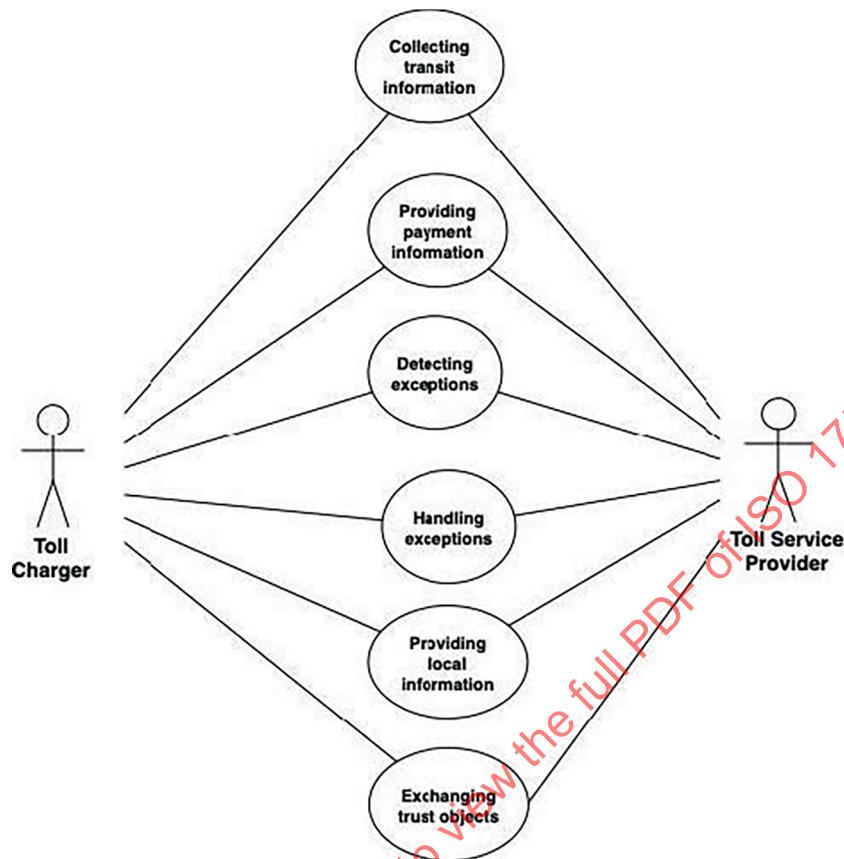 Collecting
transit
information
Providing
payment
information
Detecting
exceptions
Handling
exceptions
Toll
Charger
Toll Service
Provider
Providing
local
information
Exchanging
trust objects
to view the full PDF of ISO 17